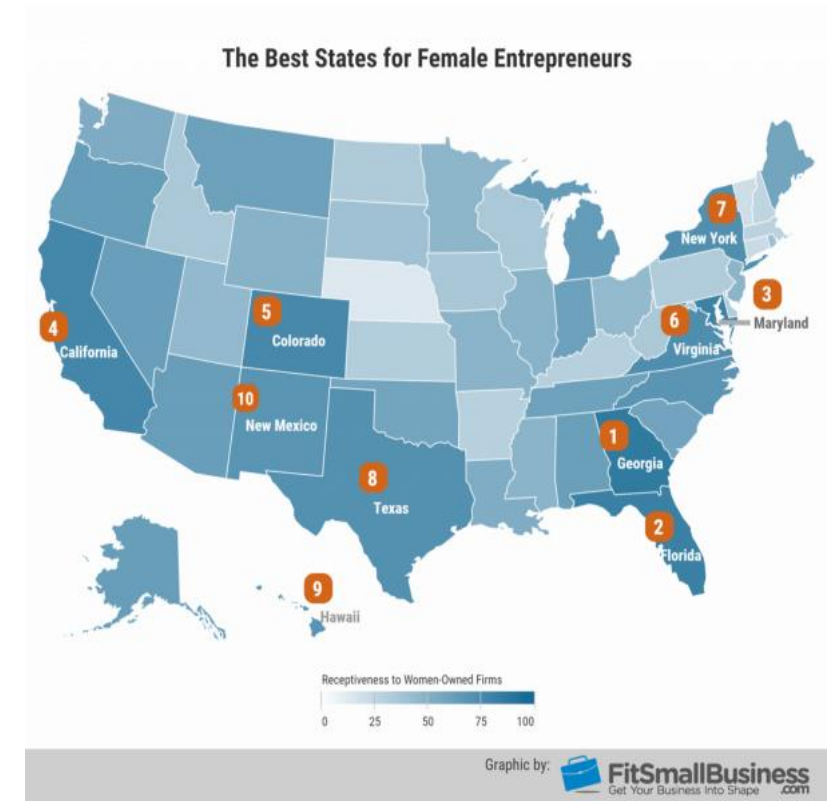 The Best States for Female Entrepreneurs
7
New York
3
Maryland
5
Colorado
6
Virginia
4
California
10
New Mexico
1
Georgia
8
Texas
2
Florida
9
Hawaii
Receptiveness to Women-Owned Firms
0 25 50 75 100
Graphic by:
FitSmallBusiness
.com
Get Your Business Into Shape